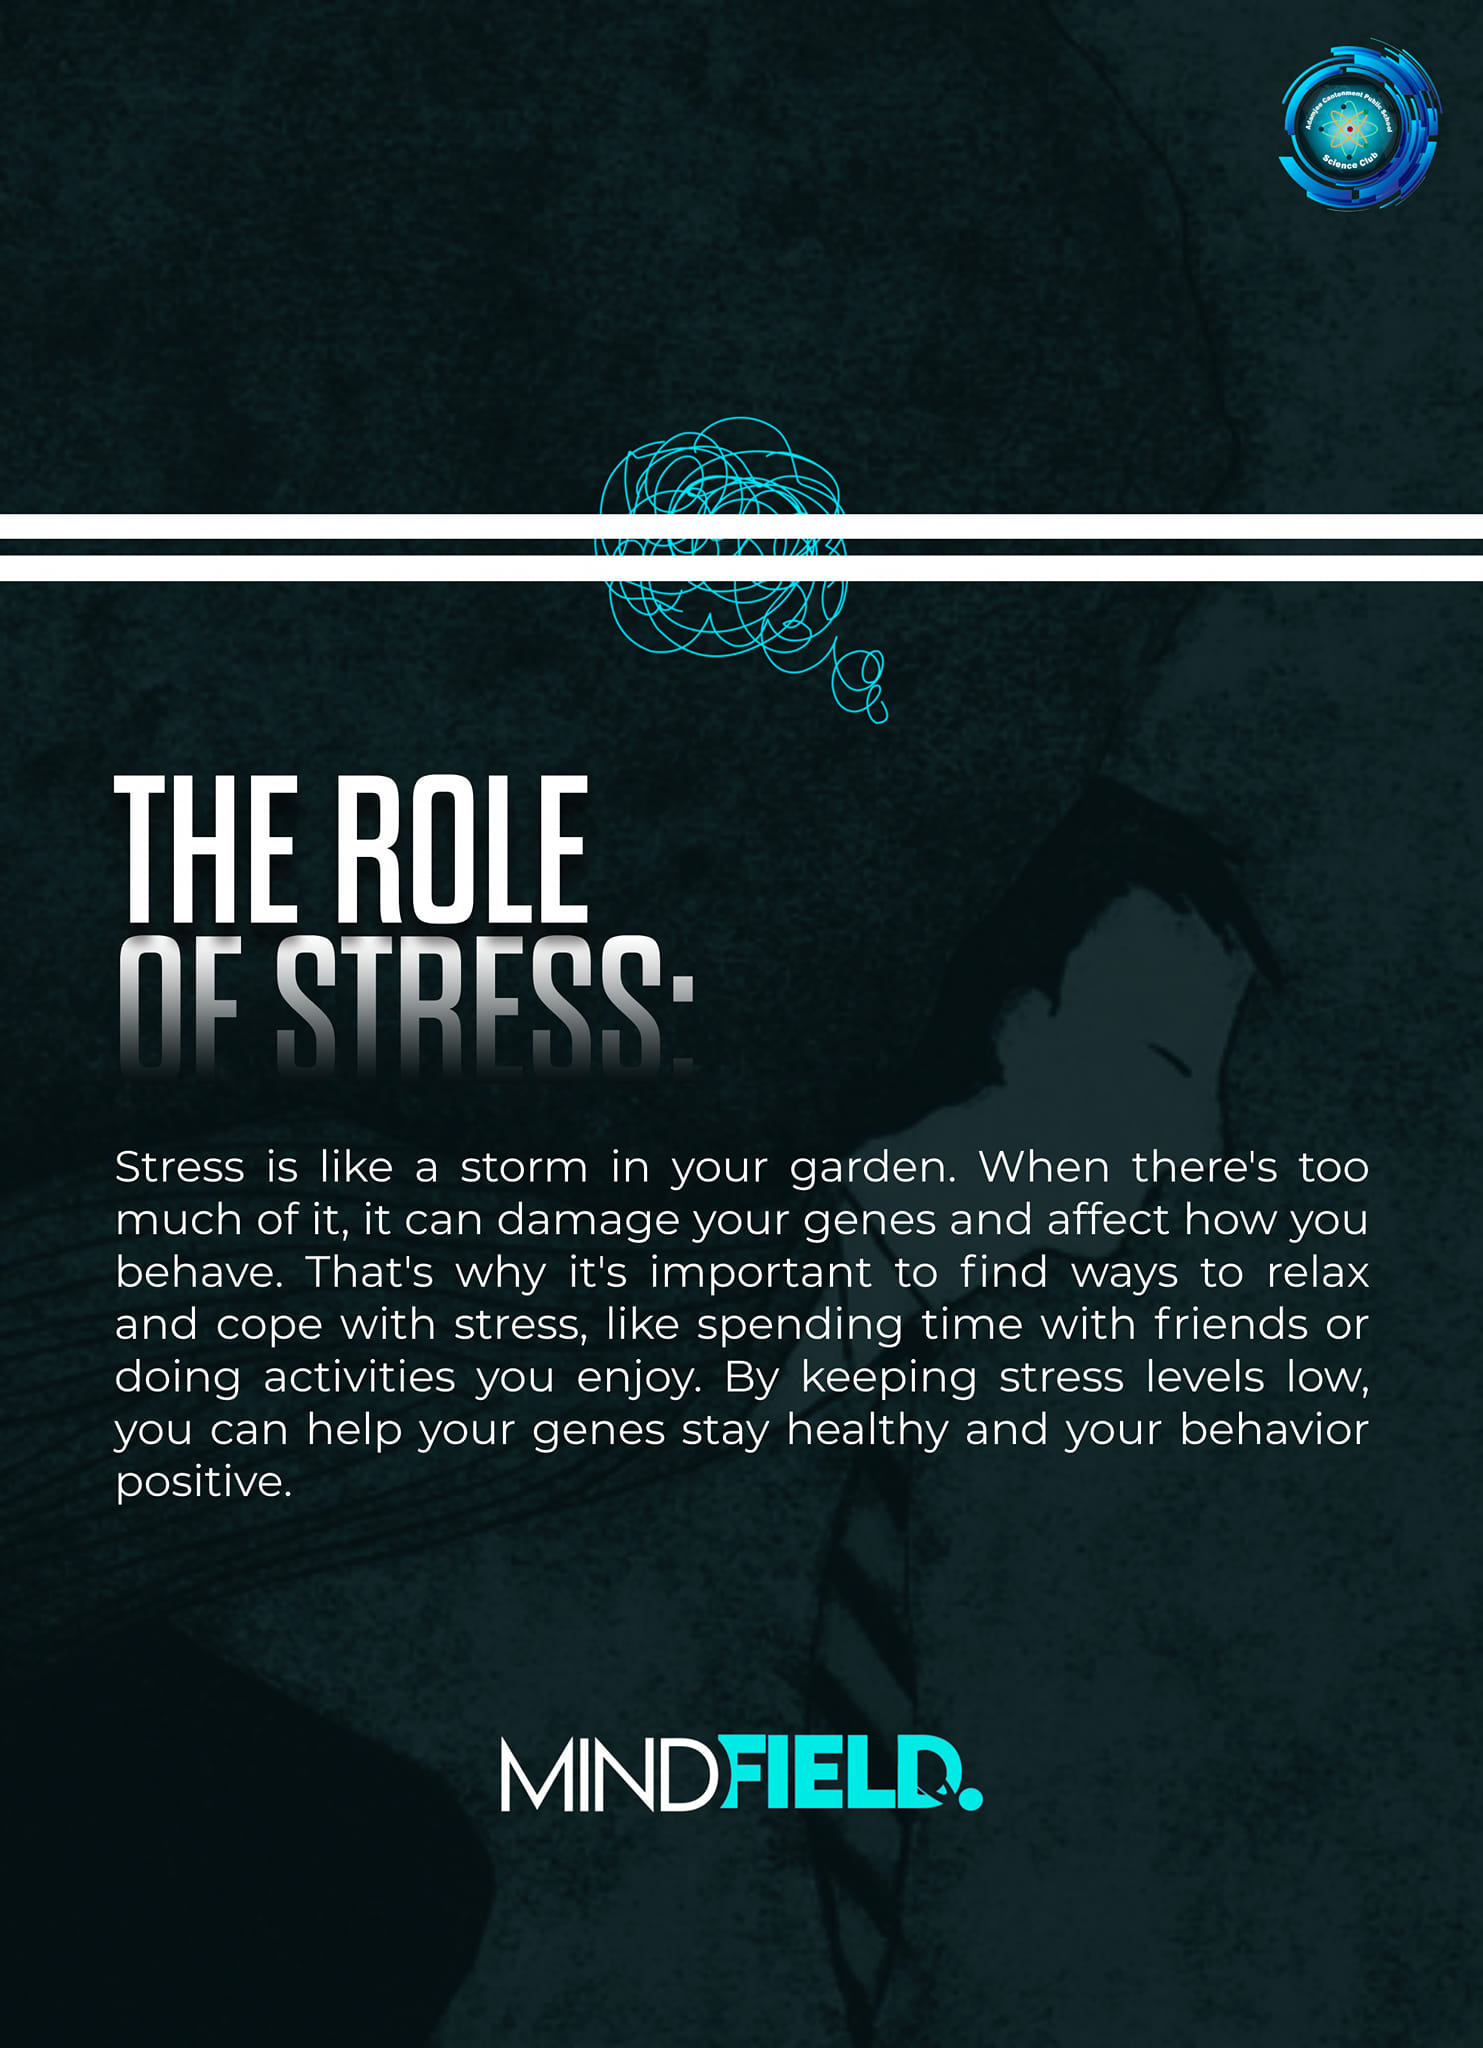 Adamjee Cantonment Public School
Science Club
THE ROLE
OF STRESS:
Stress is like a storm in your garden. When there's too
much of it, it can damage your genes and affect how you
behave. That's why it's important to find ways to relax
and cope with stress, like spending time with friends or
doing activities you enjoy. By keeping stress levels low,
you can help your genes stay healthy and your behavior
positive.
MINDFIELD.